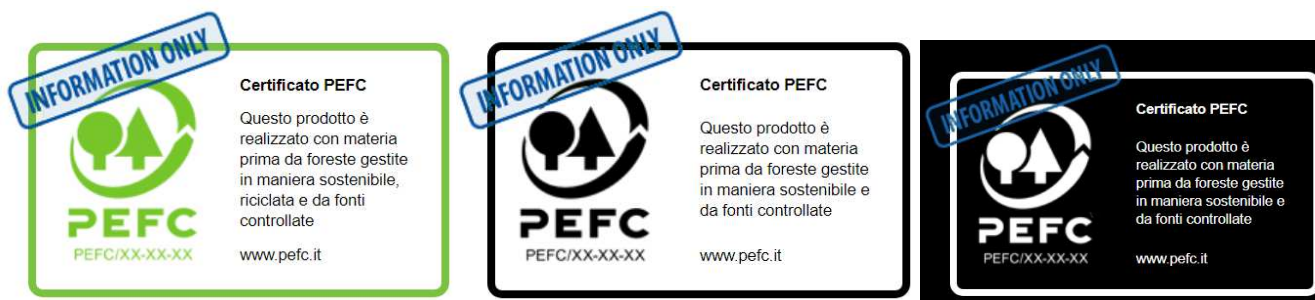 INFORMATION ONLY
Certificato PEFC
Questo prodotto è
realizzato con materia
prima da foreste gestite
in maniera sostenibile,
riciclata e da fonti
controllate
www.pefc.it
PEFC
PEFC/XX-XX-XX
INFORMATION ONLY
Certificato PEFC
Questo prodotto è
realizzato con materia
prima da foreste gestite
in maniera sostenibile e
da fonti controllate
www.pefc.it
PEFC
PEFC/XX-XX-XX
INFORMATION ONLY
Certificato PEFC
Questo prodotto è
realizzato con materia
prima da foreste gestite
in maniera sostenibile e
da fonti controllate
www.pefc.it
PEFC
PEFC/XX-XX-XX